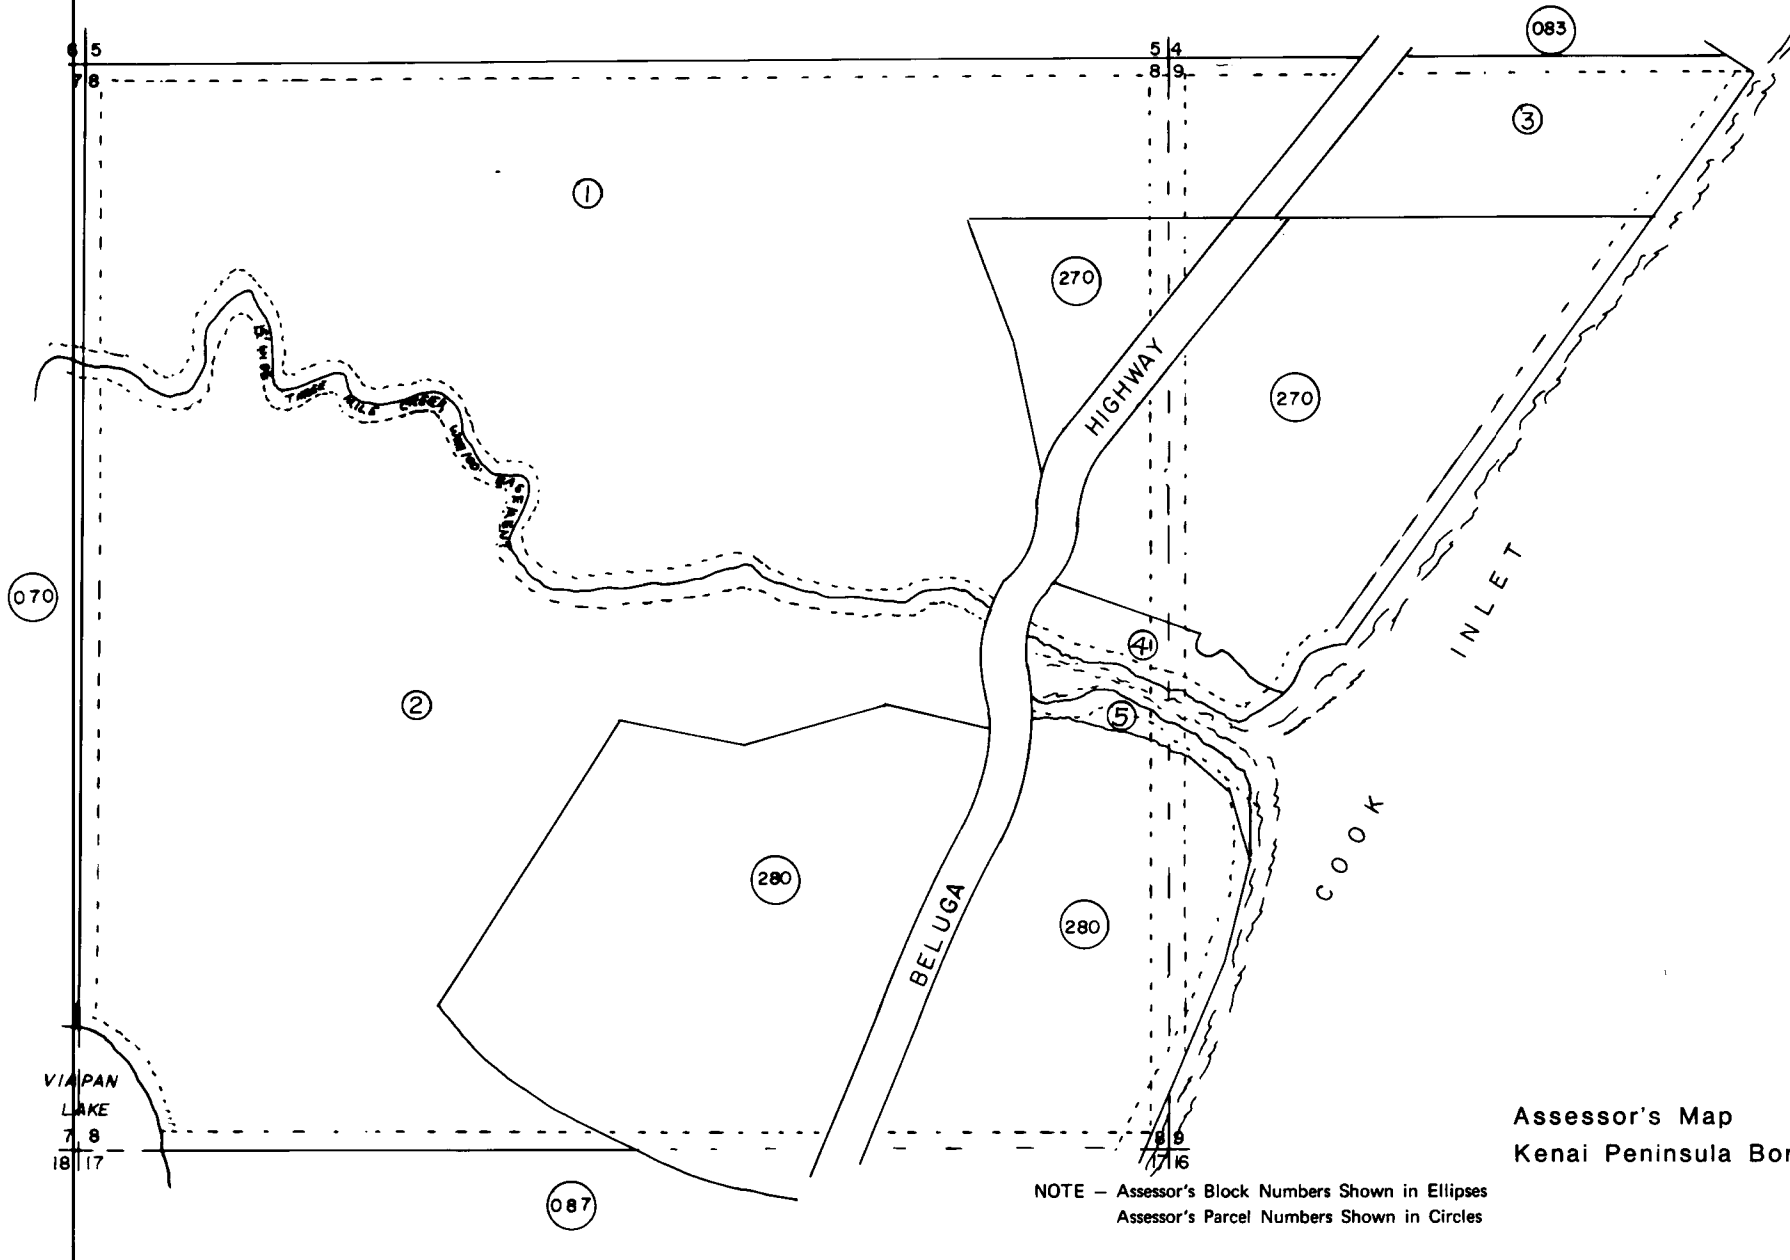 083
6 5
7 8
5 4
8 9
3
1
270
HIGHWAY
270
THREE MILE CREEK
EASEMENT
070
INLET
4
2
5
COOK
280
280
BELUGA
VIAPAN
LAKE
7 8
18 17
8 9
17 16
087
Assessor's Map
Kenai Peninsula Bor
NOTE – Assessor's Block Numbers Shown in Ellipses
Assessor's Parcel Numbers Shown in Circles